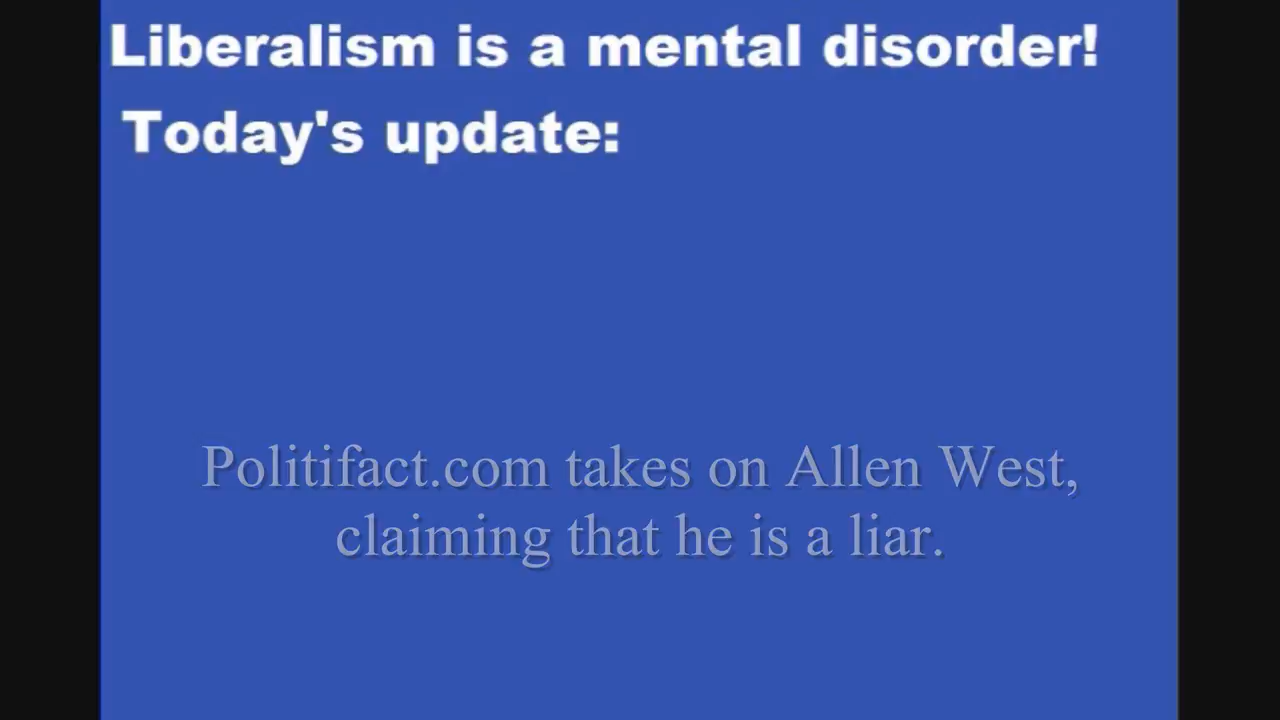 Liberalism is a mental disorder!
Today's update:
Politifact.com takes on Allen West,
claiming that he is a liar.